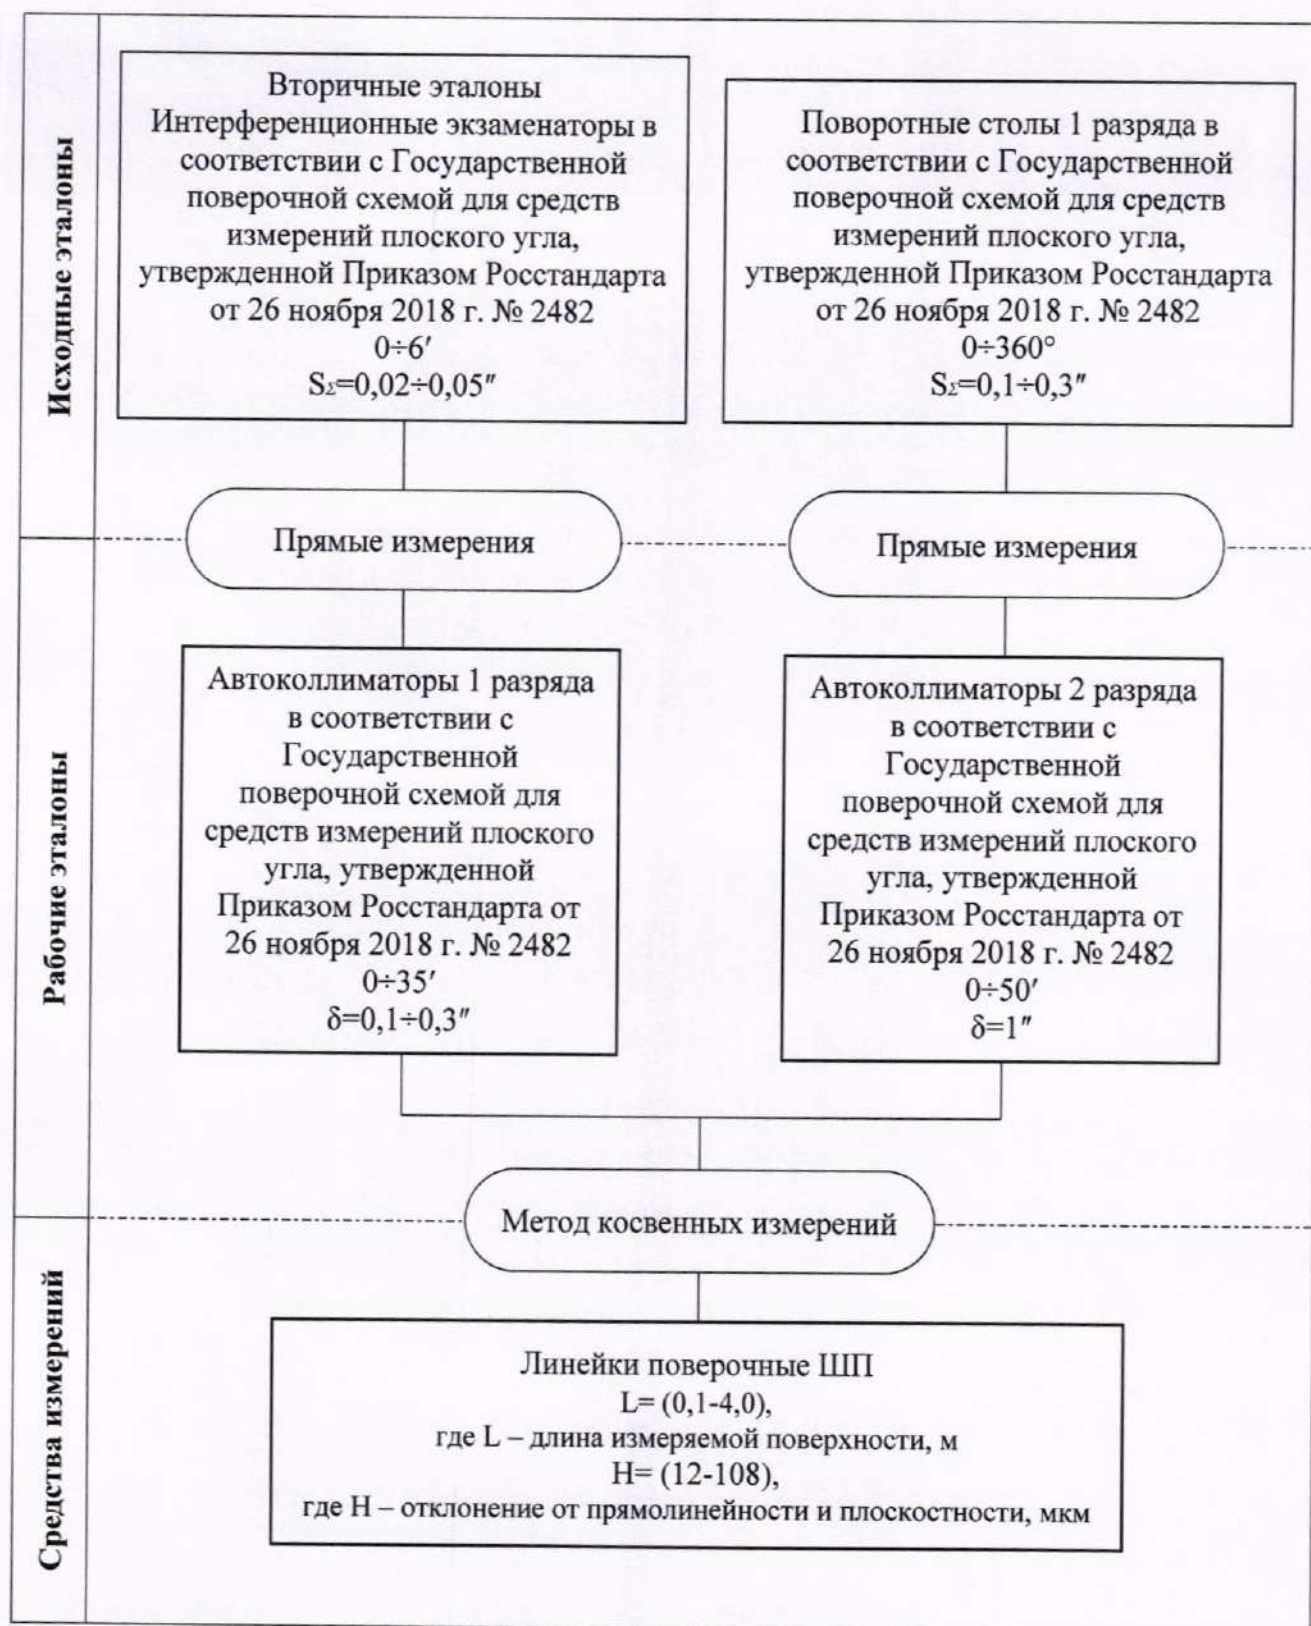 Исходные эталоны
Вторичные эталоны
Интерференционные экзаменаторы в
соответствии с Государственной
поверочной схемой для средств
измерений плоского угла,
утвержденной Приказом Росстандарта
от 26 ноября 2018 г. № 2482
0÷6′
SΣ=0,02÷0,05″
Поворотные столы 1 разряда в
соответствии с Государственной
поверочной схемой для средств
измерений плоского угла,
утвержденной Приказом Росстандарта
от 26 ноября 2018 г. № 2482
0÷360°
SΣ=0,1÷0,3″
Прямые измерения
Прямые измерения
Рабочие эталоны
Автоколлиматоры 1 разряда
в соответствии с
Государственной
поверочной схемой для
средств измерений плоского
угла, утвержденной
Приказом Росстандарта от
26 ноября 2018 г. № 2482
0÷35′
δ=0,1÷0,3″
Автоколлиматоры 2 разряда
в соответствии с
Государственной
поверочной схемой для
средств измерений плоского
угла, утвержденной
Приказом Росстандарта от
26 ноября 2018 г. № 2482
0÷50′
δ=1″
Метод косвенных измерений
Средства измерений
Линейки поверочные ШП
L= (0,1-4,0),
где L – длина измеряемой поверхности, м
H= (12-108),
где H – отклонение от прямолинейности и плоскостности, мкм